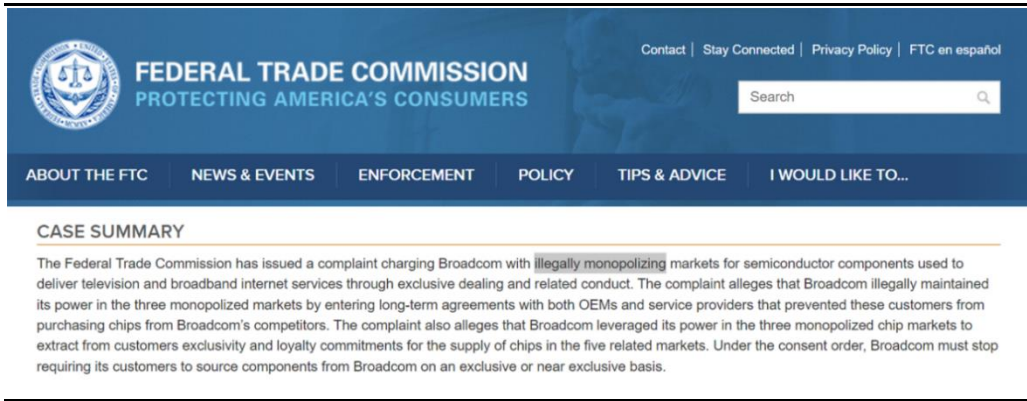 Contact | Stay Connected | Privacy Policy | FTC en español
FEDERAL TRADE COMMISSION
PROTECTING AMERICA'S CONSUMERS
Search
ABOUT THE FTC NEWS & EVENTS ENFORCEMENT POLICY TIPS & ADVICE I WOULD LIKE TO...
CASE SUMMARY
The Federal Trade Commission has issued a complaint charging Broadcom with illegally monopolizing markets for semiconductor components used to
deliver television and broadband internet services through exclusive dealing and related conduct. The complaint alleges that Broadcom illegally maintained
its power in the three monopolized markets by entering long-term agreements with both OEMs and service providers that prevented these customers from
purchasing chips from Broadcom's competitors. The complaint also alleges that Broadcom leveraged its power in the three monopolized chip markets to
extract from customers exclusivity and loyalty commitments for the supply of chips in the five related markets. Under the consent order, Broadcom must stop
requiring its customers to source components from Broadcom on an exclusive or near exclusive basis.